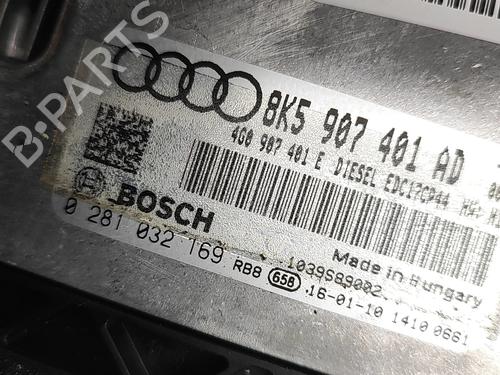 B-PARTS
8K5 907 401 AD
4G0 907 401 E DIESEL EDC17CP44
BOSCH
0 281 032 169
1039S89002
Made in Hungary
RB8 G58 16-01-10 1410 0661